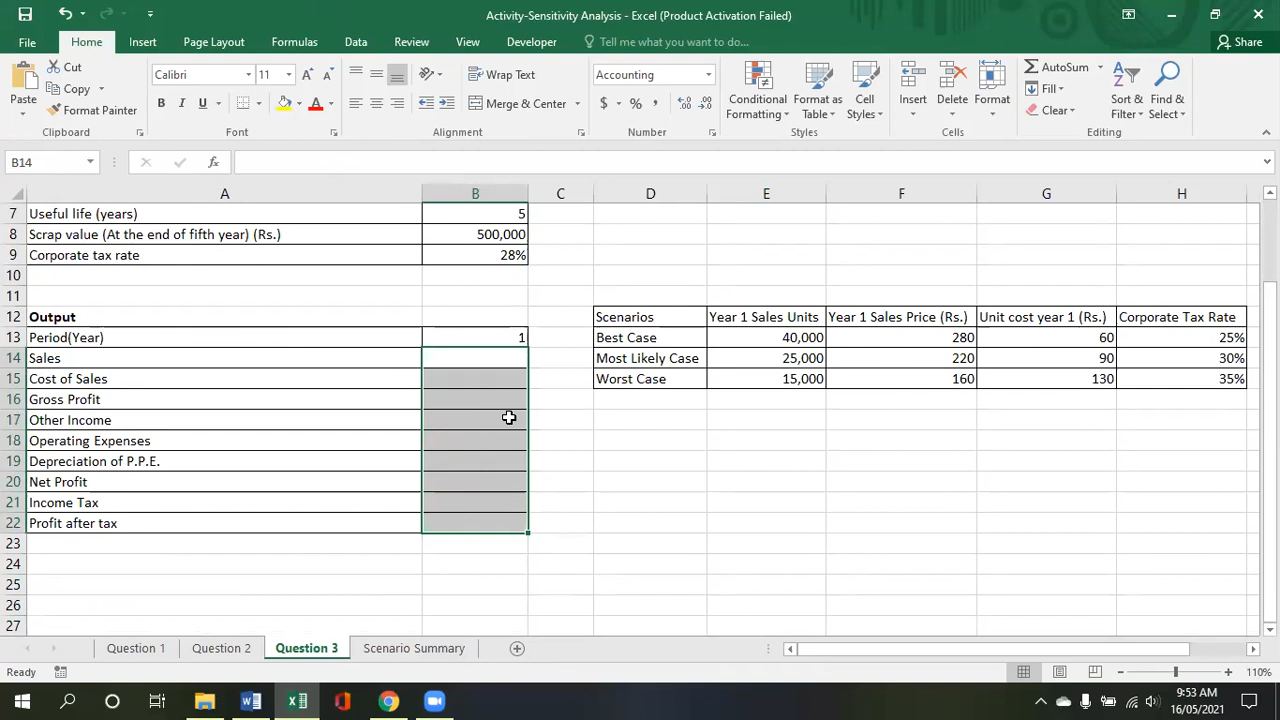 Activity-Sensitivity Analysis - Excel (Product Activation Failed)
File Home Insert Page Layout Formulas Data Review View Developer Tell me what you want to do... Share
Paste Cut Copy Format Painter Clipboard
Calibri 11 A A B I U A Font
Wrap Text Merge & Center Alignment
Accounting $ % , Number
Conditional Formatting Format as Table Cell Styles Styles
Insert Delete Format Cells
AutoSum Fill Clear Sort & Filter Find & Select Editing
B14 fx
A B C D E F G H
7 Useful life (years) 5
8 Scrap value (At the end of fifth year) (Rs.) 500,000
9 Corporate tax rate 28%
10
11
12 Output Scenarios Year 1 Sales Units Year 1 Sales Price (Rs.) Unit cost year 1 (Rs.) Corporate Tax Rate
13 Period(Year) 1 Best Case 40,000 280 60 25%
14 Sales Most Likely Case 25,000 220 90 30%
15 Cost of Sales Worst Case 15,000 160 130 35%
16 Gross Profit
17 Other Income
18 Operating Expenses
19 Depreciation of P.P.E.
20 Net Profit
21 Income Tax
22 Profit after tax
23
24
25
26
27
Question 1 Question 2 Question 3 Scenario Summary
Ready 110%
9:53 AM
16/05/2021